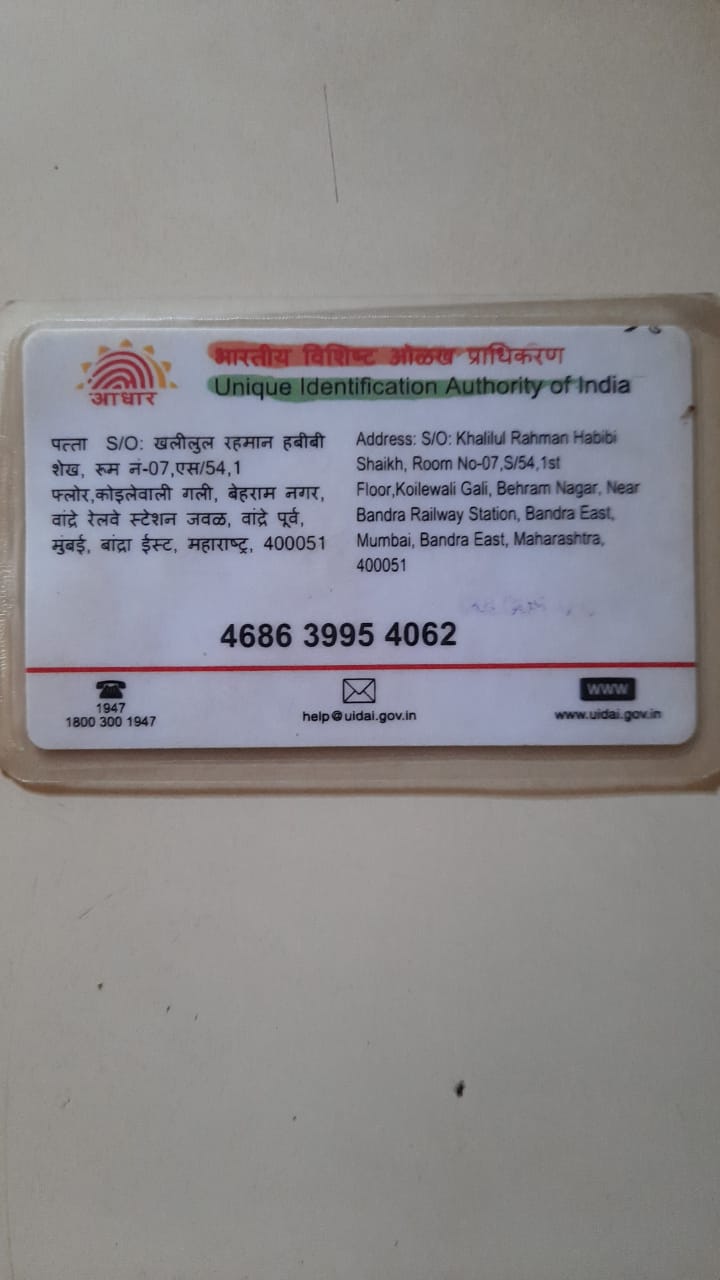 आधार
भारतीय विशिष्ट ओळख प्राधिकरण
Unique Identification Authority of India
पत्ता S/O: खलीलुल रहमान हबीबी
शेख, रूम नं-07,एस/54,1
फ्लोर,कोइलेवाली गली, बेहराम नगर,
वांद्रे रेलवे स्टेशन जवळ, वांद्रे पूर्व,
मुंबई, बांद्रा ईस्ट, महाराष्ट्र, 400051
Address: S/O: Khalilul Rahman Habibi
Shaikh, Room No-07,S/54,1st
Floor,Koilewali Gali, Behram Nagar, Near
Bandra Railway Station, Bandra East,
Mumbai, Bandra East, Maharashtra,
400051
4686 3995 4062
1947
1800 300 1947
help@uidai.gov.in
www
www.uidai.gov.in